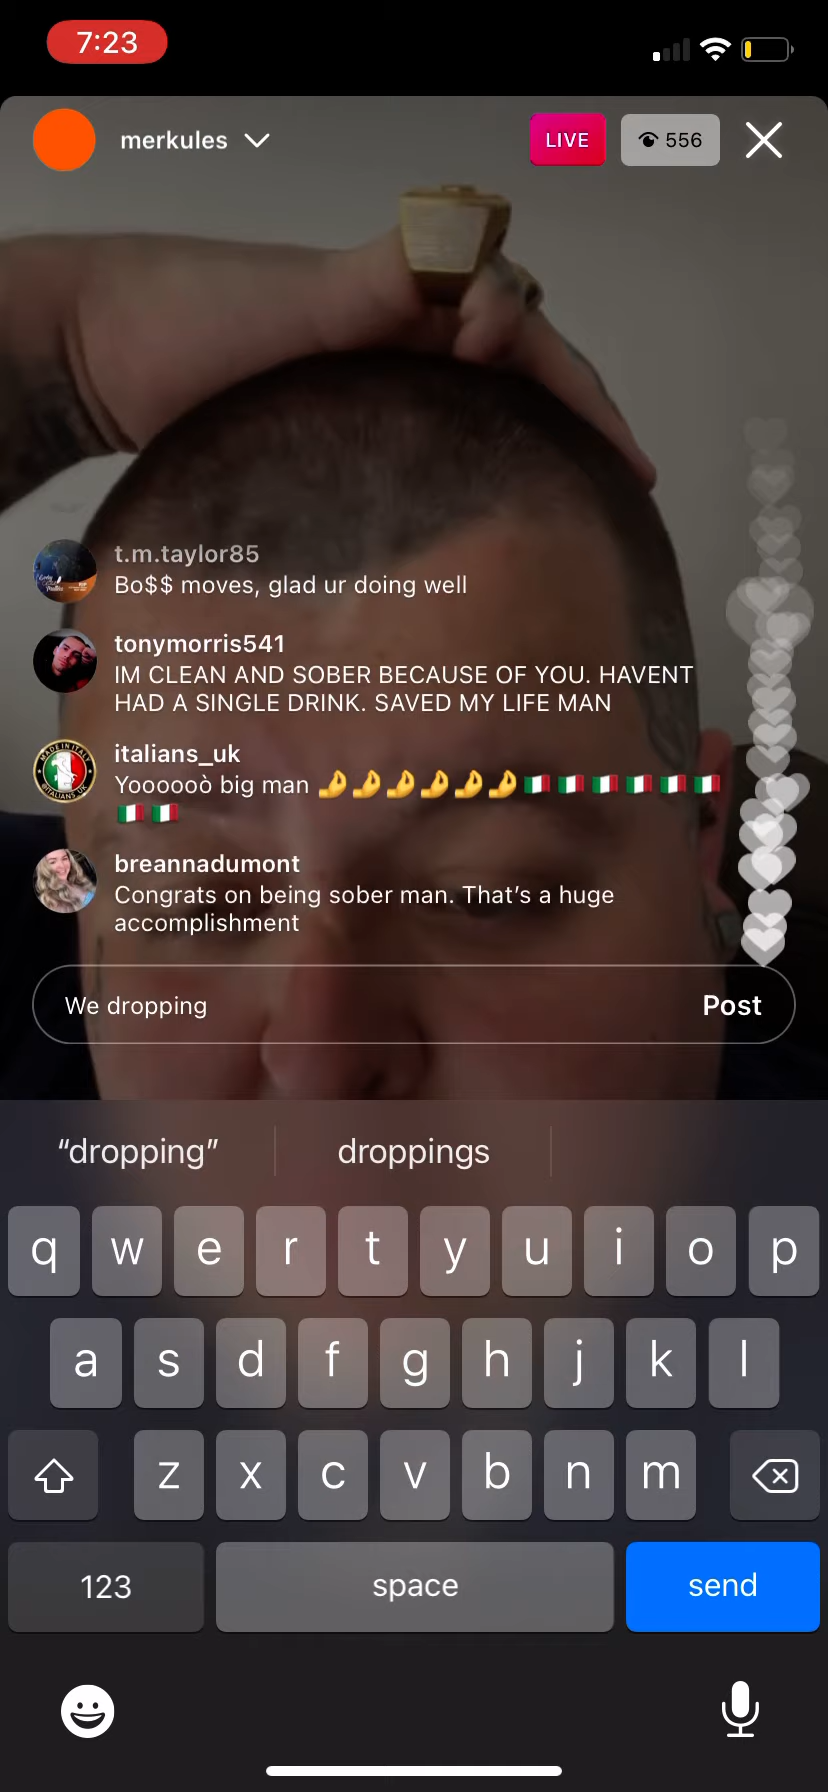 7:23
merkules
LIVE
556
t.m.taylor85
Bo$$ moves, glad ur doing well
tonymorris541
IM CLEAN AND SOBER BECAUSE OF YOU. HAVENT
HAD A SINGLE DRINK. SAVED MY LIFE MAN
italians_uk
Yoooooò big man 🤌🤌🤌🤌🤌🤌🇮🇹🇮🇹🇮🇹🇮🇹🇮🇹🇮🇹
🇮🇹🇮🇹
breannadumont
Congrats on being sober man. That’s a huge
accomplishment
We dropping
Post
“dropping” droppings
q w e r t y u i o p
a s d f g h j k l
z x c v b n m
123 space send